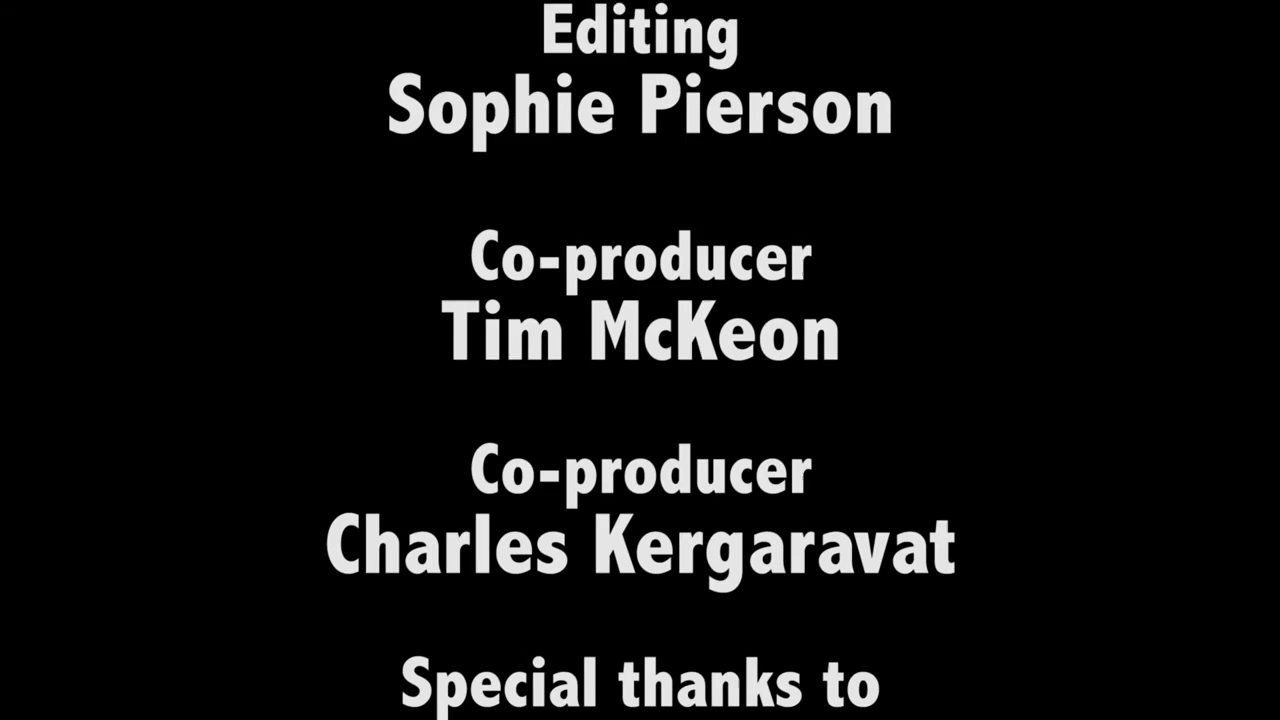 Editing
Sophie Pierson
Co-producer
Tim McKeon
Co-producer
Charles Kergaravat
Special thanks to